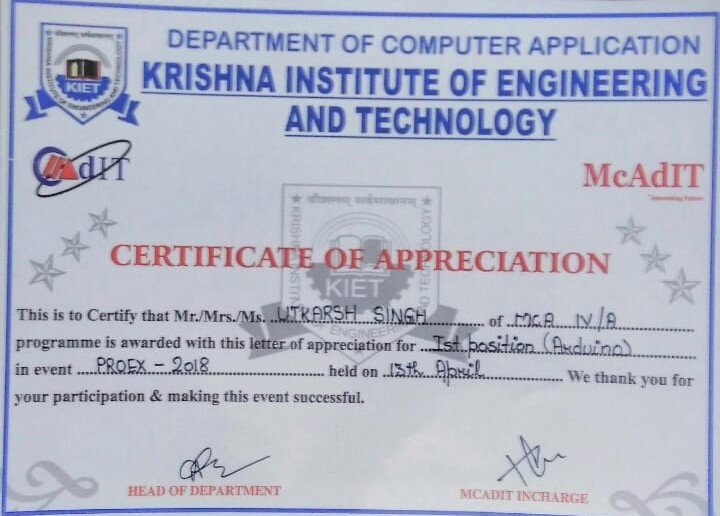 DEPARTMENT OF COMPUTER APPLICATION
KRISHNA INSTITUTE OF ENGINEERING
AND TECHNOLOGY
KIET
CMAdIT
McAdIT
CERTIFICATE OF APPRECIATION
KIET
This is to Certify that Mr./Mrs./Ms. UTKARSH SINGH of MCA IV/A
programme is awarded with this letter of appreciation for Ist position (Arduino)
in event PROEX - 2018 held on 13th April We thank you for
your participation & making this event successful.
HEAD OF DEPARTMENT
MCADIT INCHARGE